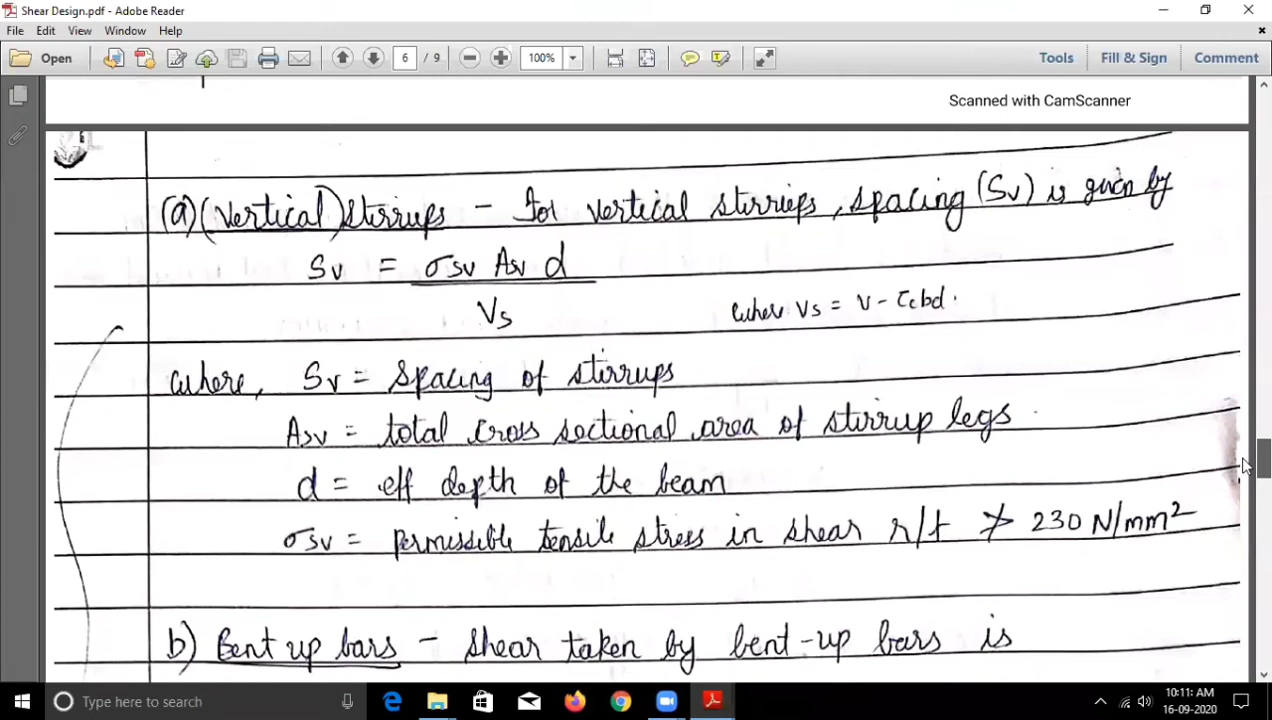 Shear Design.pdf - Adobe Reader
File Edit View Window Help
Open 6 / 9 100% Tools Fill & Sign Comment
Scanned with CamScanner
(a) (Vertical) stirrups - For vertical stirrups, spacing (Sv) is given by
Sv = σsv Asv d
Vs where Vs = V - τc bd.
where, Sv = Spacing of stirrups
Asv = total cross sectional area of stirrup legs
d = eff depth of the beam
σsv = permissible tensile stress in shear r/f ≯ 230 N/mm²
b) Bent up bars - Shear taken by bent-up bars is
Type here to search
10:11: AM
16-09-2020